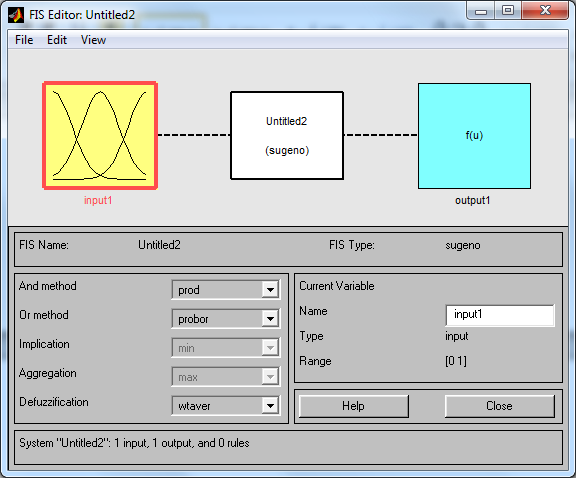 FIS Editor: Untitled2
File Edit View
Untitled2
(sugeno)
f(u)
input1
output1
FIS Name: Untitled2 FIS Type: sugeno
And method prod
Or method probor
Implication min
Aggregation max
Defuzzification wtaver
Current Variable
Name input1
Type input
Range [0 1]
Help Close
System "Untitled2": 1 input, 1 output, and 0 rules